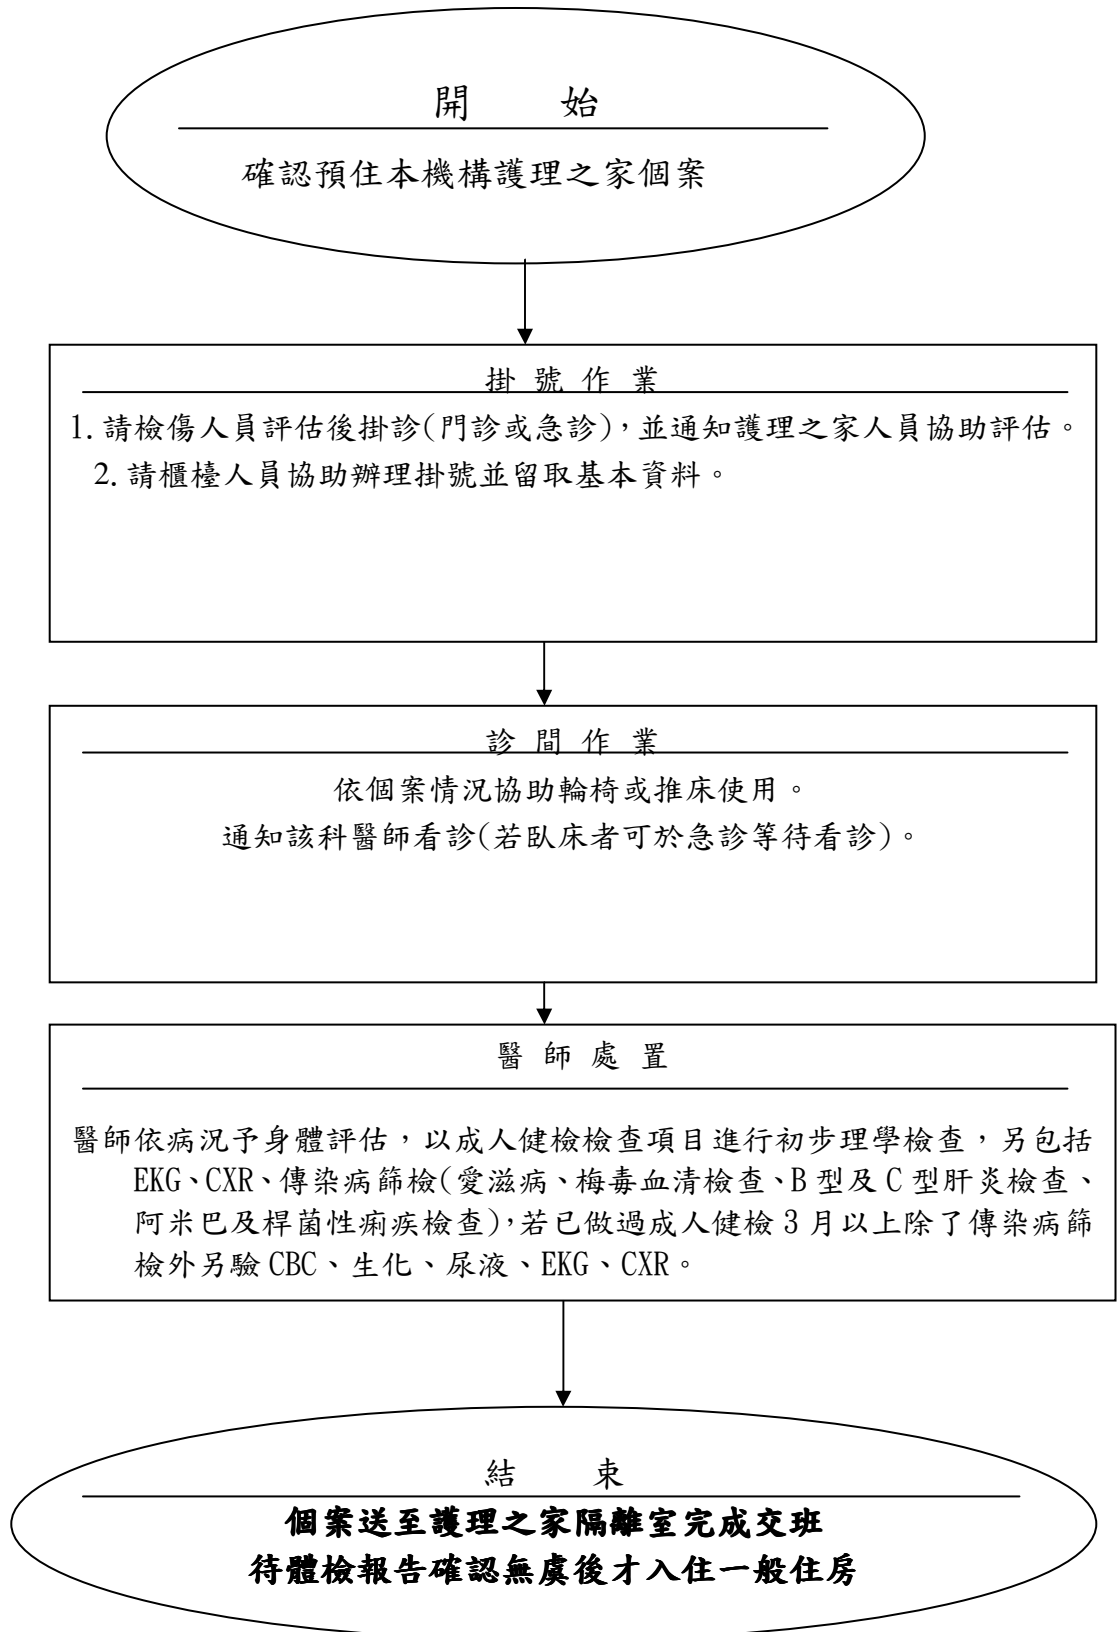 開 始
確認預住本機構護理之家個案
掛 號 作 業
1. 請檢傷人員評估後掛診(門診或急診)，並通知護理之家人員協助評估。
2. 請櫃檯人員協助辦理掛號並留取基本資料。
診 間 作 業
依個案情況協助輪椅或推床使用。
通知該科醫師看診(若臥床者可於急診等待看診)。
醫 師 處 置
醫師依病況予身體評估，以成人健檢檢查項目進行初步理學檢查，另包括
EKG、CXR、傳染病篩檢(愛滋病、梅毒血清檢查、B 型及 C 型肝炎檢查、
阿米巴及桿菌性痢疾檢查)，若已做過成人健檢 3 月以上除了傳染病篩
檢外另驗 CBC、生化、尿液、EKG、CXR。
結 束
個案送至護理之家隔離室完成交班
待體檢報告確認無虞後才入住一般住房